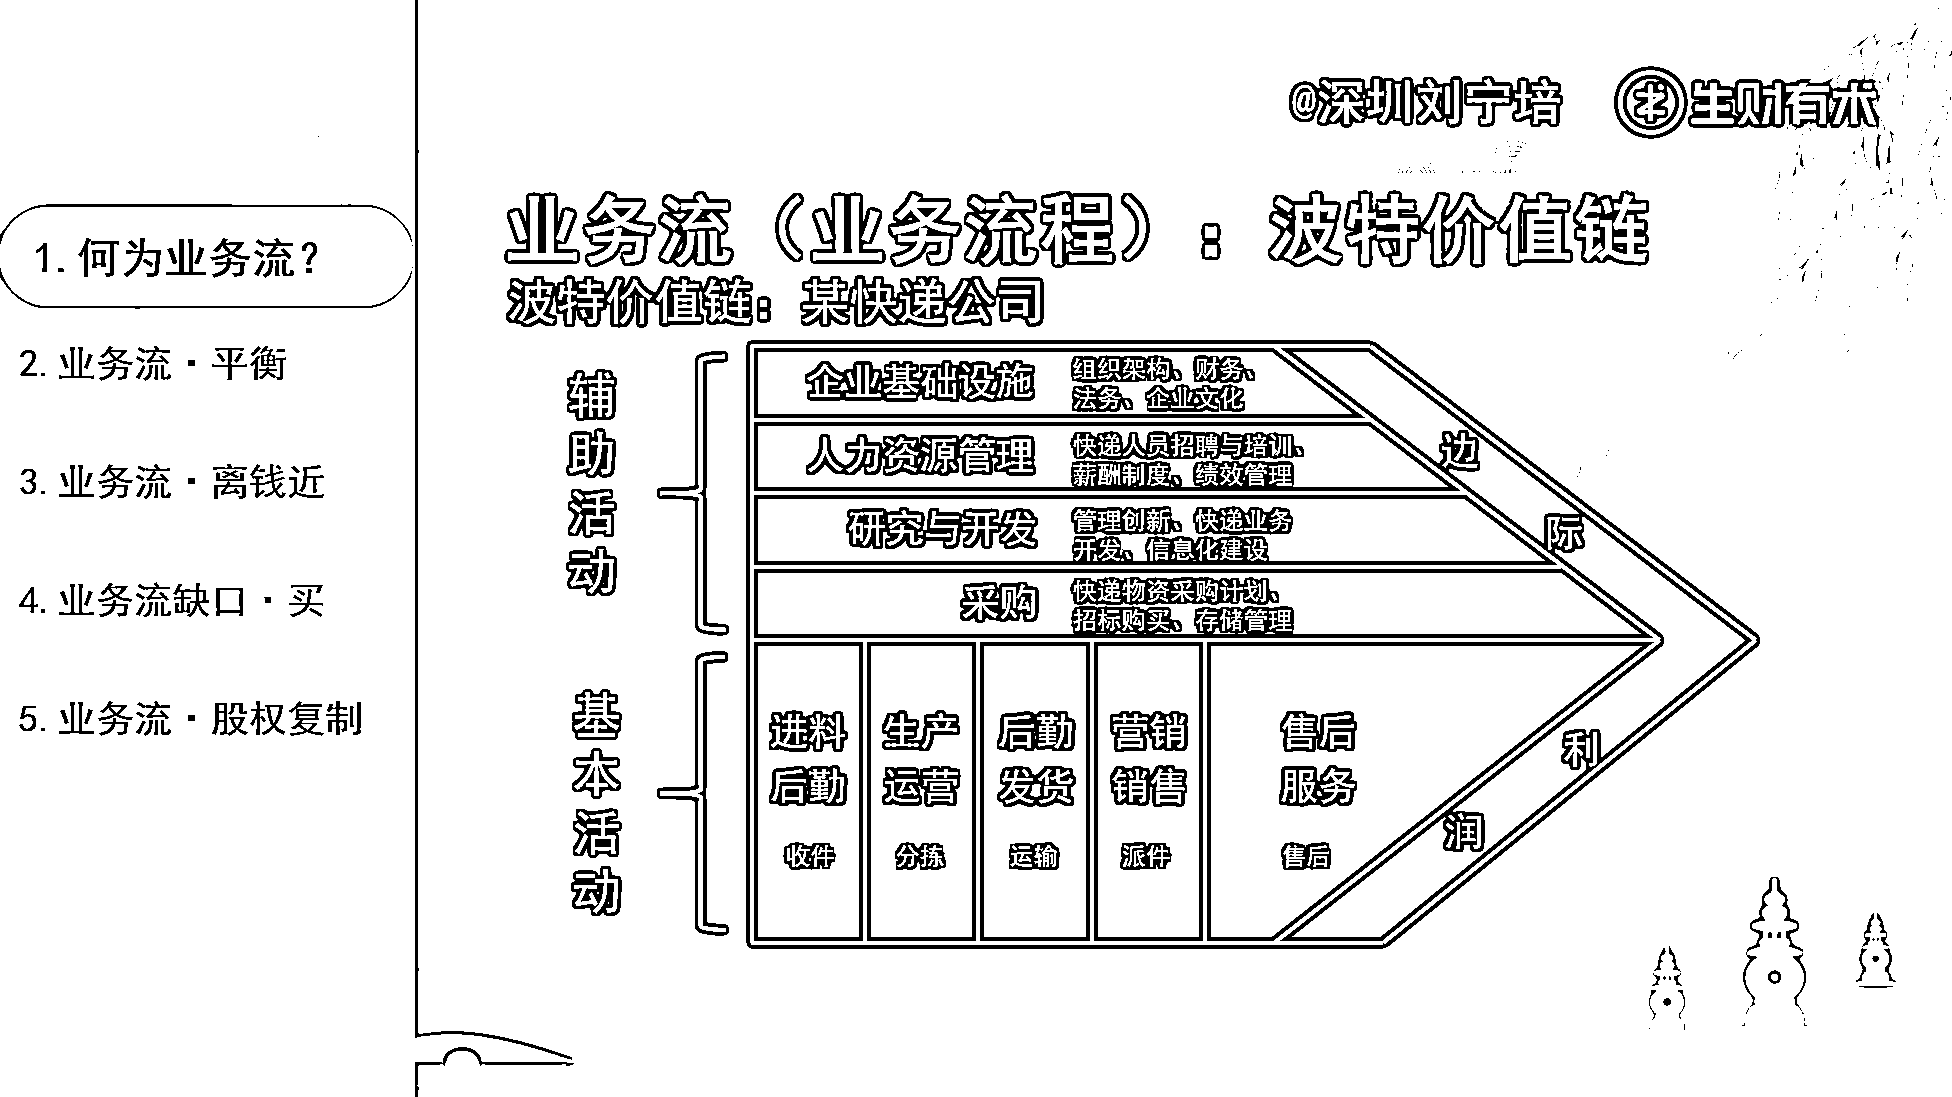 @深圳刘宁培 生财有术
1.何为业务流?
2.业务流·平衡
3.业务流·离钱近
4.业务流缺口·买
5.业务流·股权复制
业务流（业务流程）：波特价值链
波特价值链：某快递公司
辅助活动
企业基础设施
组织架构、财务、
法务、企业文化
人力资源管理
快递人员招聘与培训、
薪酬制度、绩效管理
研究与开发
管理创新、快递业务
开发、信息化建设
采购
快递物资采购计划、
招标购买、存储管理
基本活动
进料
后勤
收件
生产
运营
分拣
后勤
发货
运输
营销
销售
派件
售后
服务
售后
边际
利润